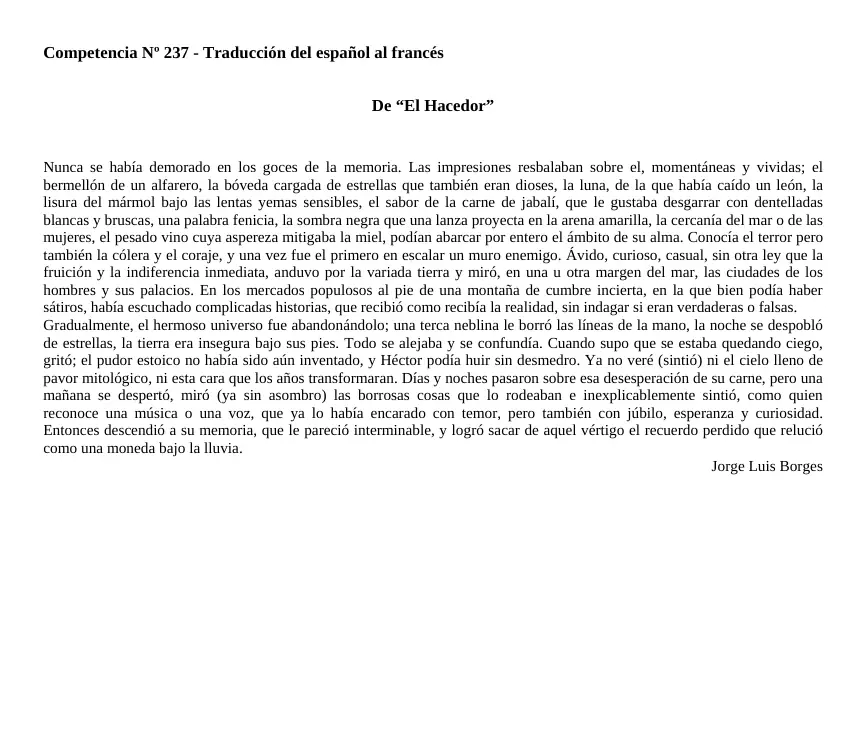 Competencia Nº 237 - Traducción del español al francés
De “El Hacedor”
Nunca se había demorado en los goces de la memoria. Las impresiones resbalaban sobre el, momentáneas y vividas; el
bermellón de un alfarero, la bóveda cargada de estrellas que también eran dioses, la luna, de la que había caído un león, la
lisura del mármol bajo las lentas yemas sensibles, el sabor de la carne de jabalí, que le gustaba desgarrar con dentelladas
blancas y bruscas, una palabra fenicia, la sombra negra que una lanza proyecta en la arena amarilla, la cercanía del mar o de las
mujeres, el pesado vino cuya aspereza mitigaba la miel, podían abarcar por entero el ámbito de su alma. Conocía el terror pero
también la cólera y el coraje, y una vez fue el primero en escalar un muro enemigo. Ávido, curioso, casual, sin otra ley que la
fruición y la indiferencia inmediata, anduvo por la variada tierra y miró, en una u otra margen del mar, las ciudades de los
hombres y sus palacios. En los mercados populosos al pie de una montaña de cumbre incierta, en la que bien podía haber
sátiros, había escuchado complicadas historias, que recibió como recibía la realidad, sin indagar si eran verdaderas o falsas.
Gradualmente, el hermoso universo fue abandonándolo; una terca neblina le borró las líneas de la mano, la noche se despobló
de estrellas, la tierra era insegura bajo sus pies. Todo se alejaba y se confundía. Cuando supo que se estaba quedando ciego,
gritó; el pudor estoico no había sido aún inventado, y Héctor podía huir sin desmedro. Ya no veré (sintió) ni el cielo lleno de
pavor mitológico, ni esta cara que los años transformaran. Días y noches pasaron sobre esa desesperación de su carne, pero una
mañana se despertó, miró (ya sin asombro) las borrosas cosas que lo rodeaban e inexplicablemente sintió, como quien
reconoce una música o una voz, que ya lo había encarado con temor, pero también con júbilo, esperanza y curiosidad.
Entonces descendió a su memoria, que le pareció interminable, y logró sacar de aquel vértigo el recuerdo perdido que relució
como una moneda bajo la lluvia.
Jorge Luis Borges